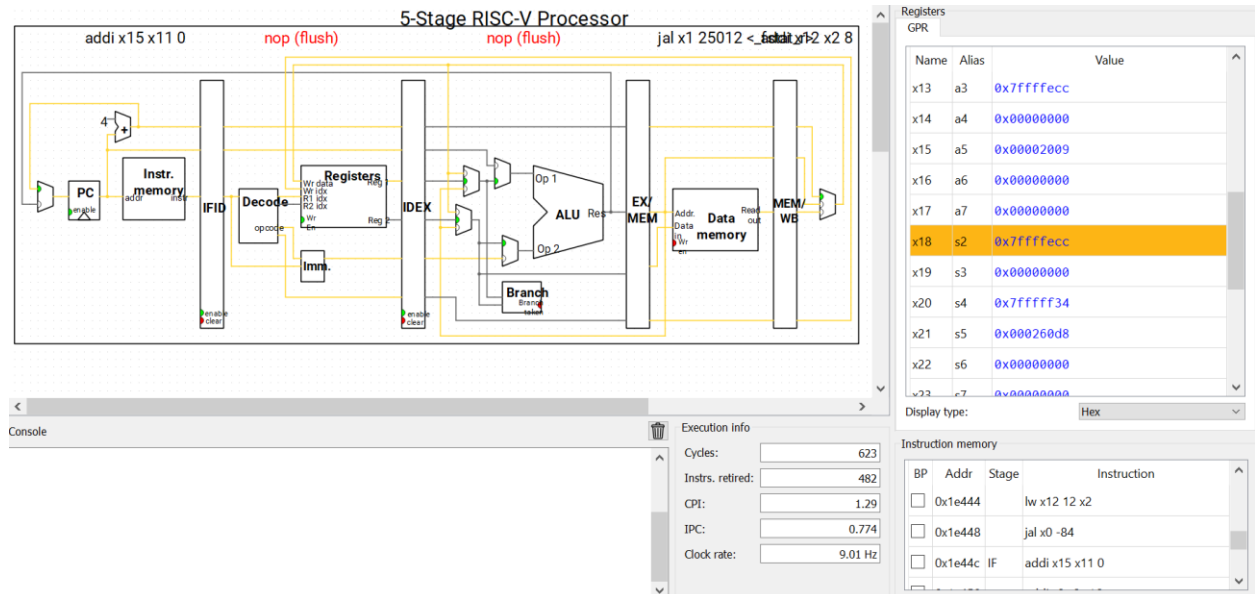 5-Stage RISC-V Processor
addi x15 x11 0
nop (flush)
nop (flush)
jal x1 25012
addi x12 x2 8
4
+
PC
enable
Instr.
memory
addr
instr
IFID
enable
clear
Decode
opcode
Registers
Wr data
Wr idx
R1 idx
R2 idx
Wr
En
Reg 1
Reg 2
Imm.
IDEX
enable
clear
Op 1
ALU
Res
Op 2
Branch
Branch
taken
EX/
MEM
Addr.
Data
in
Wr
en
Data
memory
Read
out
MEM/
WB
Console
Execution info
Cycles: 623
Instrs. retired: 482
CPI: 1.29
IPC: 0.774
Clock rate: 9.01 Hz
Registers
GPR
Name Alias Value
x13 a3 0x7ffffecc
x14 a4 0x00000000
x15 a5 0x00002009
x16 a6 0x00000000
x17 a7 0x00000000
x18 s2 0x7ffffecc
x19 s3 0x00000000
x20 s4 0x7fffff34
x21 s5 0x000260d8
x22 s6 0x00000000
x23 s7 0x00000000
Display type: Hex
Instruction memory
BP Addr Stage Instruction
0x1e444 lw x12 12 x2
0x1e448 jal x0 -84
0x1e44c IF addi x15 x11 0